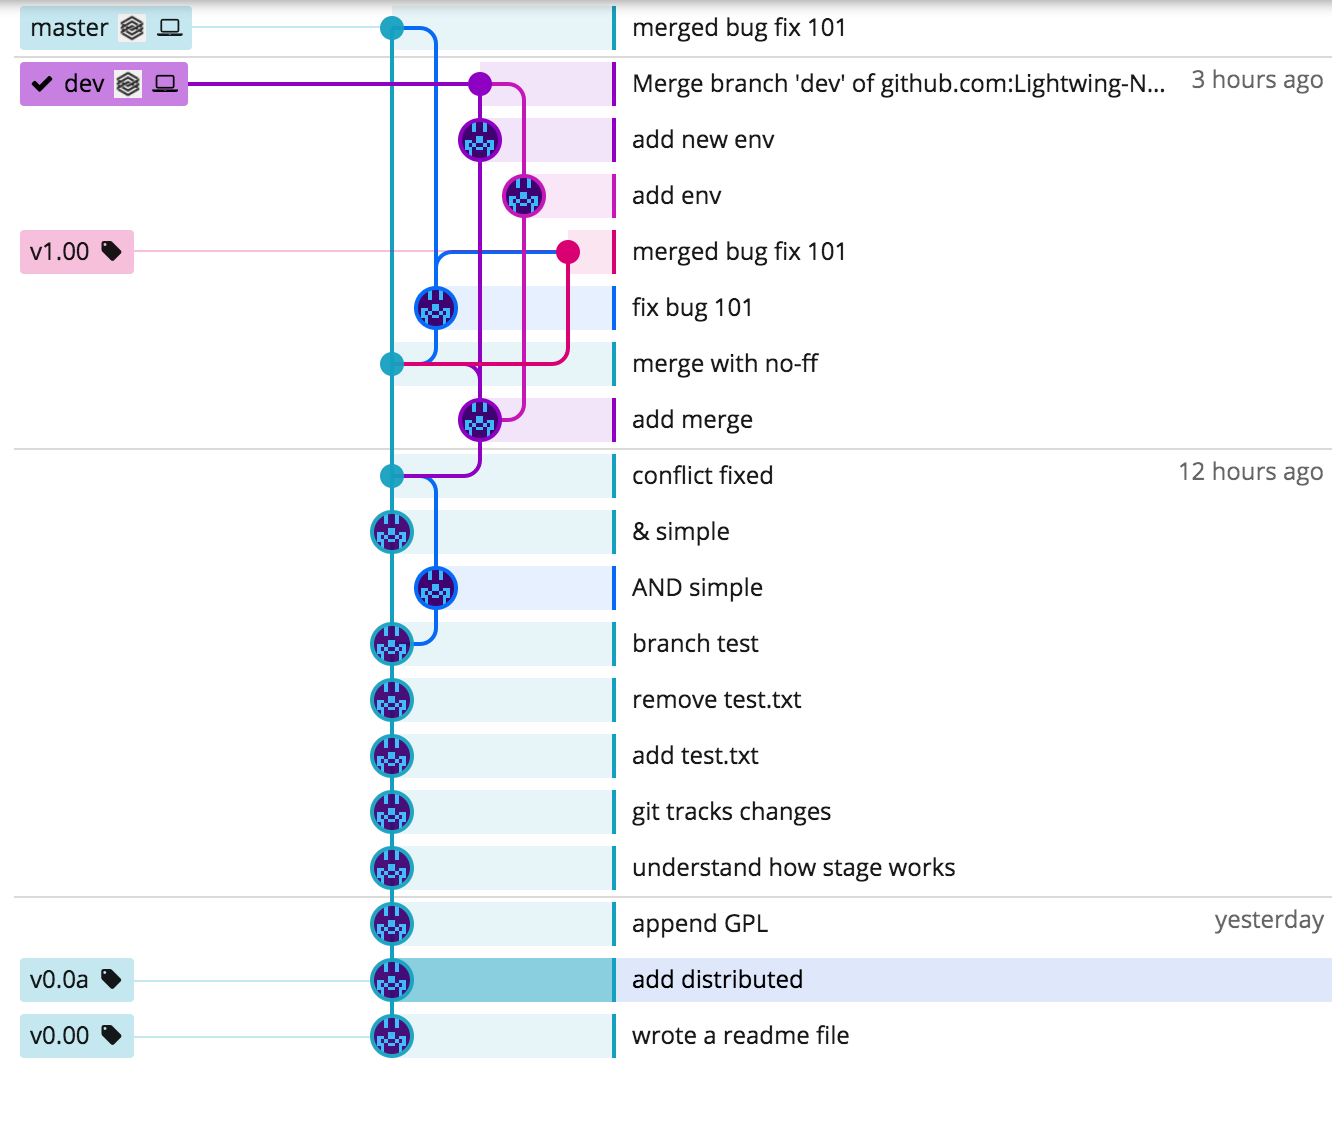 master merged bug fix 101
dev Merge branch 'dev' of github.com:Lightwing-N... 3 hours ago
add new env
add env
v1.00 merged bug fix 101
fix bug 101
merge with no-ff
add merge
conflict fixed 12 hours ago
& simple
AND simple
branch test
remove test.txt
add test.txt
git tracks changes
understand how stage works
append GPL yesterday
v0.0a add distributed
v0.00 wrote a readme file